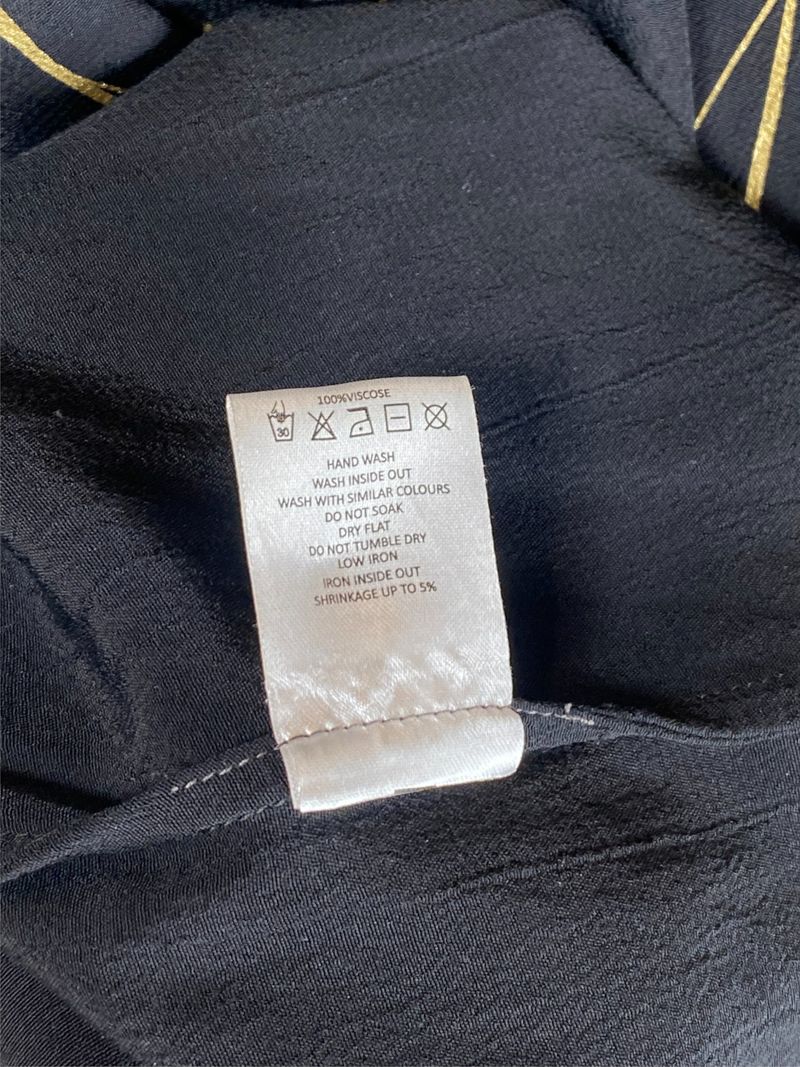 100%VISCOSE
30
HAND WASH
WASH INSIDE OUT
WASH WITH SIMILAR COLOURS
DO NOT SOAK
DRY FLAT
DO NOT TUMBLE DRY
LOW IRON
IRON INSIDE OUT
SHRINKAGE UP TO 5%